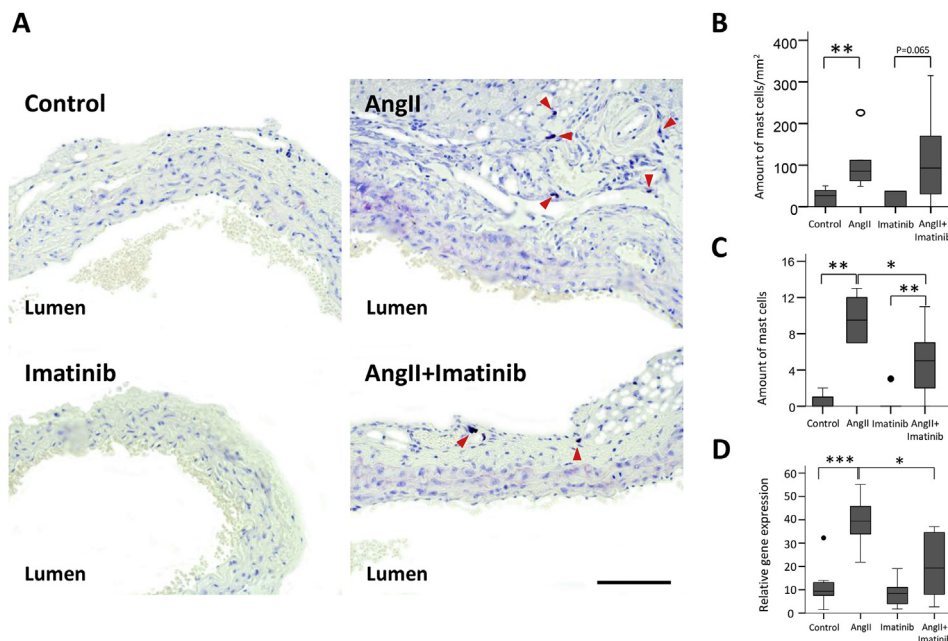 A
Control
AngII
Lumen
Lumen
Imatinib
AngII+Imatinib
Lumen
Lumen
B
Amount of mast cells/mm²
400
300
200
100
0
**
P=0.065
Control
AngII
Imatinib
AngII+
Imatinib
C
Amount of mast cells
16
12
8
4
0
**
*
**
Control
AngII
Imatinib
AngII+
Imatinib
D
Relative gene expression
60
50
40
30
20
10
0
***
*
Control
AngII
Imatinib
AngII+
Imatinib